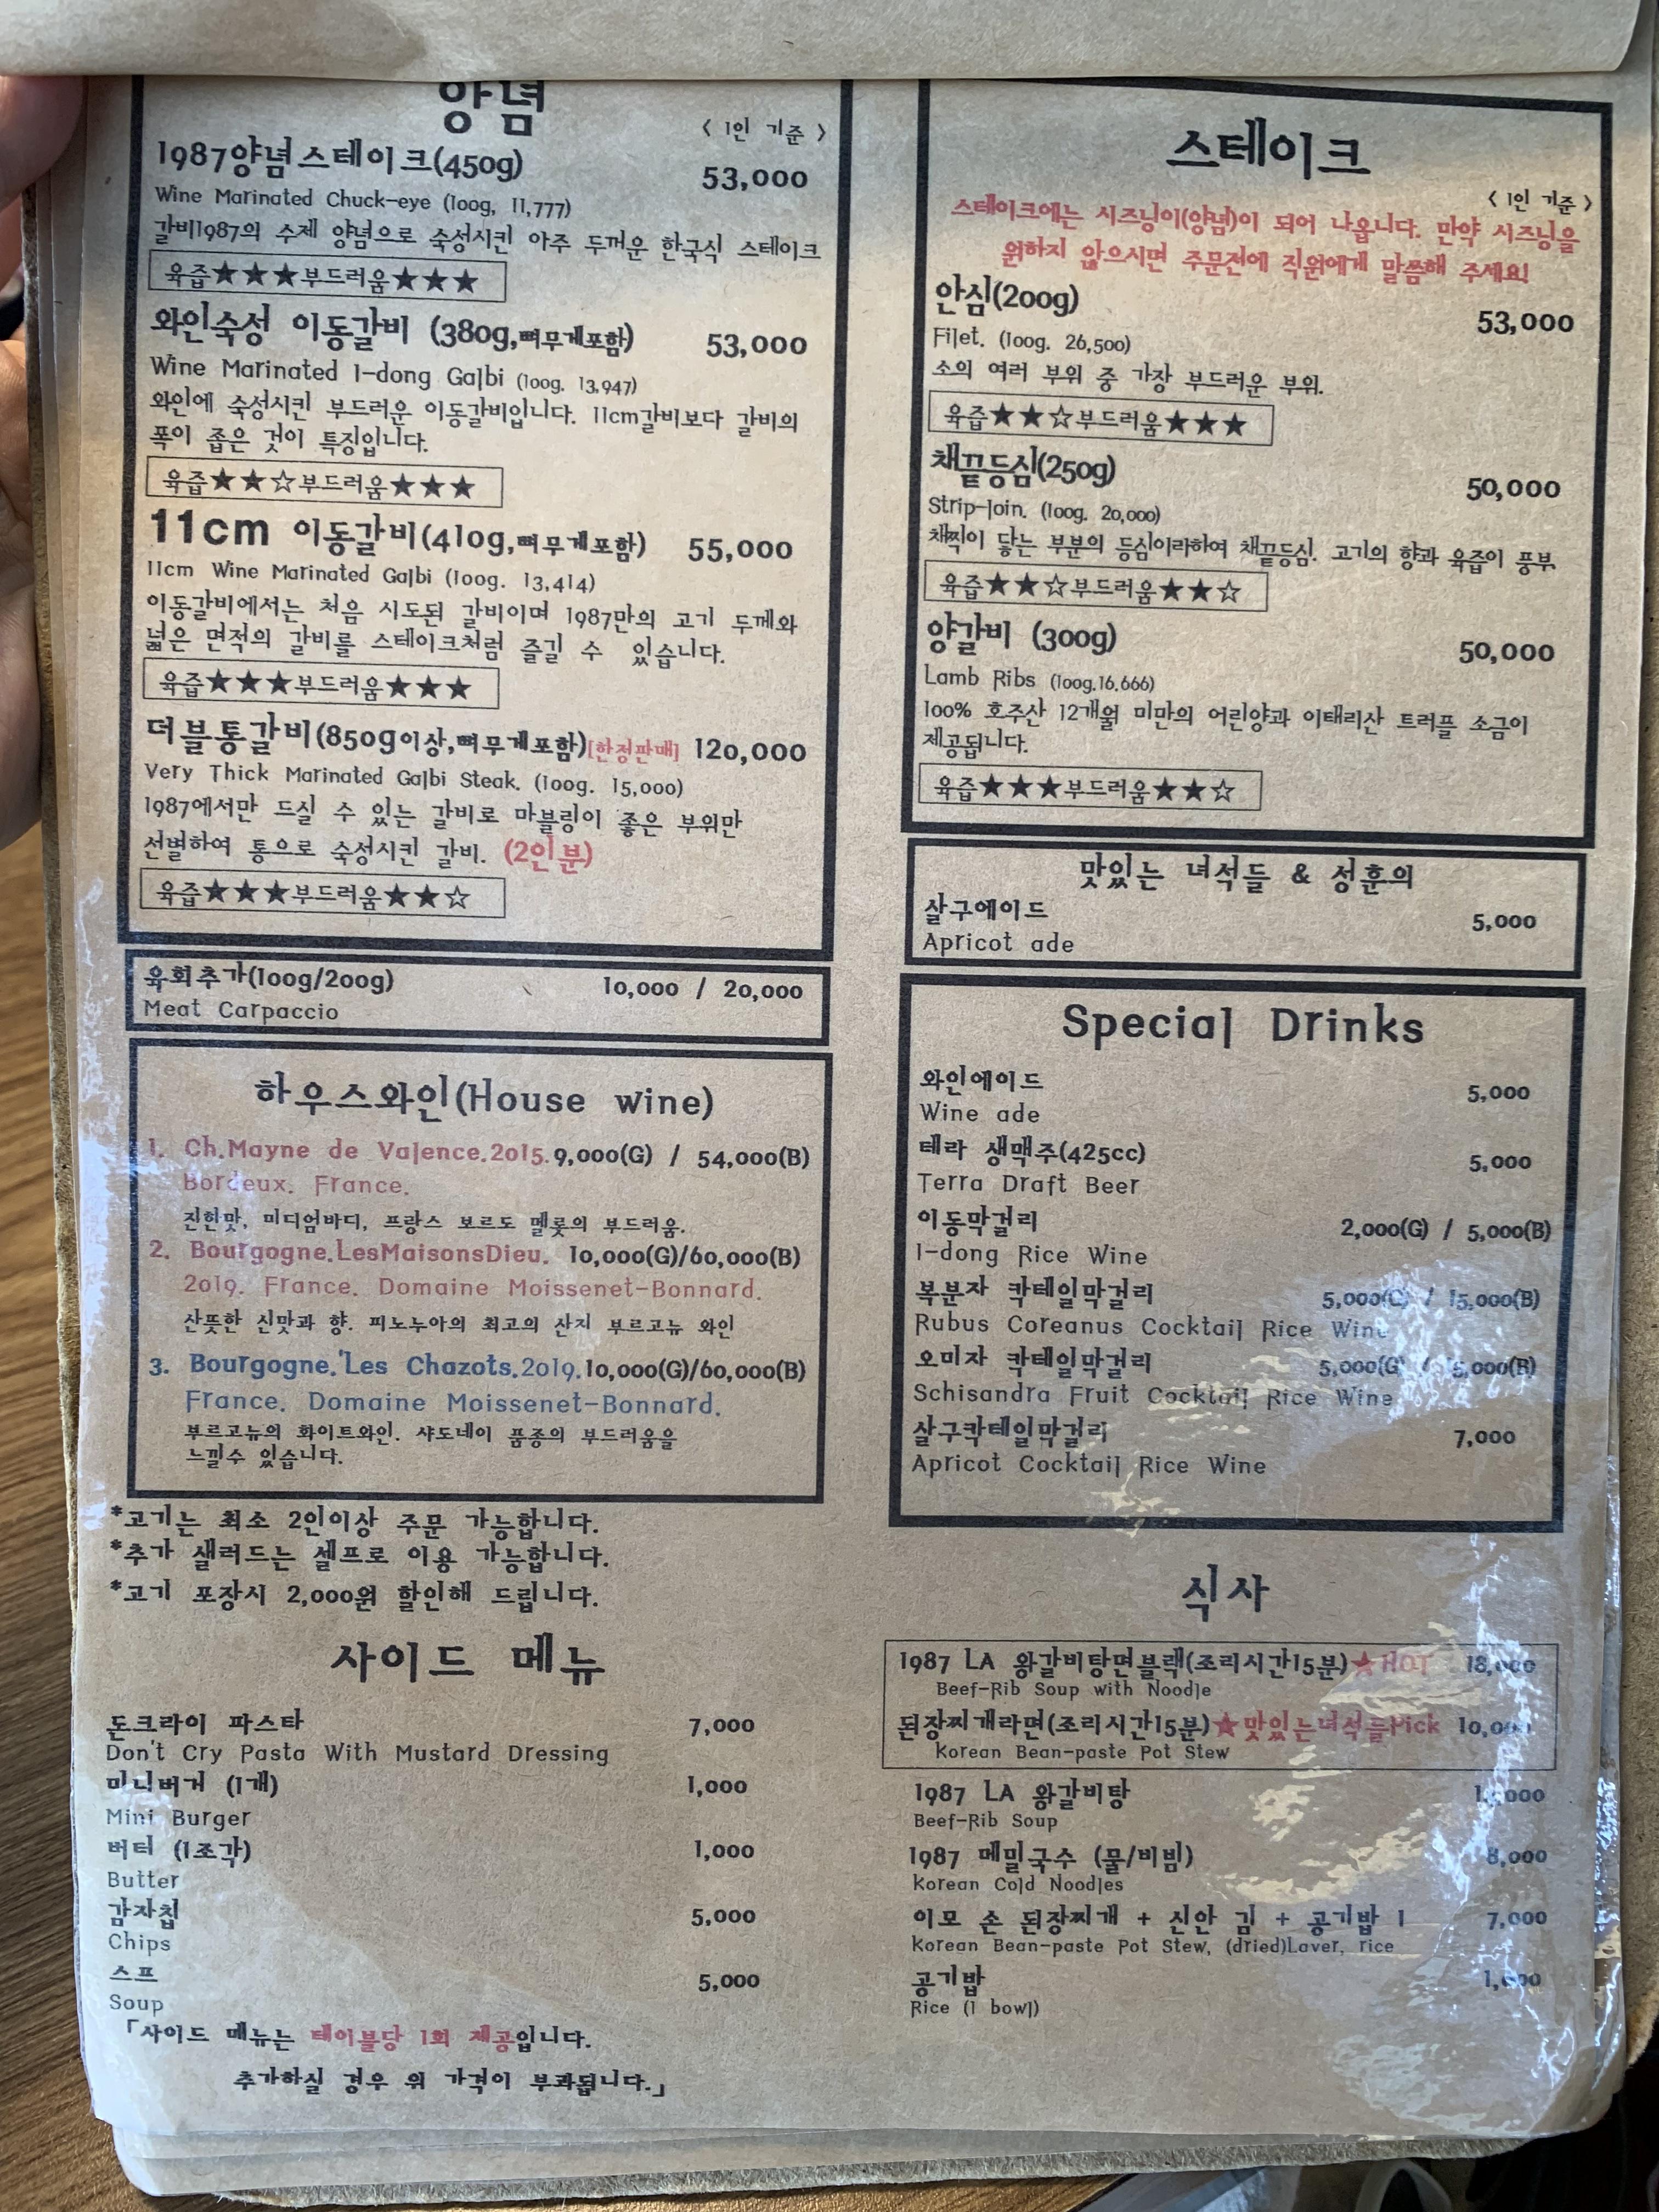 양념
< 1인 기준 >
1987양념스테이크(450g) 53,000
Wine Marinated Chuck-eye (100g, 11,777)
갈비1987의 수제 양념으로 숙성시킨 아주 두꺼운 한국식 스테이크
육즙★★★부드러움★★★
와인숙성 이동갈비 (380g,뼈무게포함) 53,000
Wine Marinated I-dong Galbi (100g. 13,947)
와인에 숙성시킨 부드러운 이동갈비입니다. 11cm갈비보다 갈비의
폭이 좁은 것이 특징입니다.
육즙★★☆부드러움★★★
11cm 이동갈비(410g,뼈무게포함) 55,000
11cm Wine Marinated Galbi (100g. 13,414)
이동갈비에서는 처음 시도된 갈비이며 1987만의 고기 두께와
넓은 면적의 갈비를 스테이크처럼 즐길 수 있습니다.
육즙★★★부드러움★★★
더블통갈비(850g이상,뼈무게포함)[한정판매] 120,000
Very Thick Marinated Galbi Steak. (100g. 15,000)
1987에서만 드실 수 있는 갈비로 마블링이 좋은 부위만
선별하여 통으로 숙성시킨 갈비. (2인분)
육즙★★★부드러움★★☆
육회추가(100g/200g) 10,000 / 20,000
Meat Carpaccio
하우스와인(House wine)
1. Ch.Mayne de Valence.2015. 9,000(G) / 54,000(B)
Bordeux. France.
진한맛, 미디엄바디, 프랑스 보르도 멜롯의 부드러움.
2. Bourgogne.LesMaisonsDieu. 10,000(G)/60,000(B)
2019. France. Domaine Moissenet-Bonnard.
산뜻한 신맛과 향. 피노누아의 최고의 산지 부르고뉴 와인
3. Bourgogne.'Les Chazots.2019. 10,000(G)/60,000(B)
France. Domaine Moissenet-Bonnard.
부르고뉴의 화이트와인. 샤도네이 품종의 부드러움을
느낄수 있습니다.
*고기는 최소 2인이상 주문 가능합니다.
*추가 샐러드는 셀프로 이용 가능합니다.
*고기 포장시 2,000원 할인해 드립니다.
사이드 메뉴
돈크라이 파스타 7,000
Don't Cry Pasta With Mustard Dressing
미니버거 (1개) 1,000
Mini Burger
버터 (1조각) 1,000
Butter
감자칩 5,000
Chips
스프 5,000
Soup
「사이드 메뉴는 테이블당 1회 제공입니다.
추가하실 경우 위 가격이 부과됩니다.」
스테이크
< 1인 기준 >
스테이크에는 시즈닝이(양념)이 되어 나옵니다. 만약 시즈닝을
원하지 않으시면 주문전에 직원에게 말씀해 주세요!
안심(200g) 53,000
Filet. (100g. 26,500)
소의 여러 부위 중 가장 부드러운 부위.
육즙★★☆부드러움★★★
채끝등심(250g) 50,000
Strip-loin. (100g. 20,000)
채찍이 닿는 부분의 등심이라하여 채끝등심. 고기의 향과 육즙이 풍부
육즙★★☆부드러움★★☆
양갈비 (300g) 50,000
Lamb Ribs (100g.16.666)
100% 호주산 12개월 미만의 어린양과 이태리산 트러플 소금이
제공됩니다.
육즙★★★부드러움★★☆
맛있는 녀석들 & 성훈의
살구에이드 5,000
Apricot ade
Special Drinks
와인에이드 5,000
Wine ade
테라 생맥주(425cc) 5,000
Terra Draft Beer
이동막걸리 2,000(G) / 5,000(B)
I-dong Rice Wine
복분자 칵테일막걸리 5,000(G) / 15,000(B)
Rubus Coreanus Cocktail Rice Wine
오미자 칵테일막걸리 5,000(G)
Schisandra Fruit Cocktail Rice Wine
살구칵테일막걸리 7,000
Apricot Cocktail Rice Wine
식사
1987 LA 왕갈비탕면블랙(조리시간15분)★HOT 18,000
Beef-Rib Soup with Noodle
된장찌개라면(조리시간15분)★맛있는녀석들Pick 10,000
Korean Bean-paste Pot Stew
1987 LA 왕갈비탕
Beef-Rib Soup
1987 메밀국수 (물/비빔) 8,000
Korean Cold Noodles
이모 손 된장찌개 + 신안 김 + 공기밥 1 7,000
Korean Bean-paste Pot Stew, (dried)Laver, rice
공기밥 1,000
Rice (1 bowl)